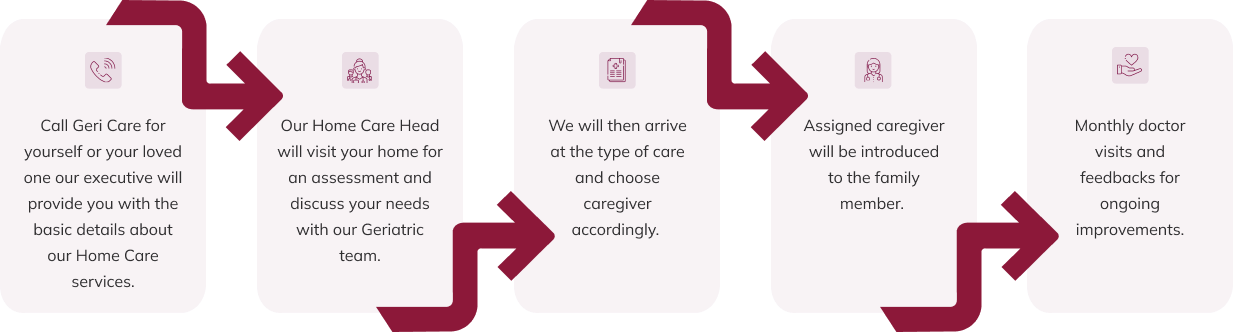 Call Geri Care for
yourself or your loved
one our executive will
provide you with the
basic details about
our Home Care
services.
Our Home Care Head
will visit your home for
an assessment and
discuss your needs
with our Geriatric
team.
We will then arrive
at the type of care
and choose
caregiver
accordingly.
Assigned caregiver
will be introduced
to the family
member.
Monthly doctor
visits and
feedbacks for
ongoing
improvements.